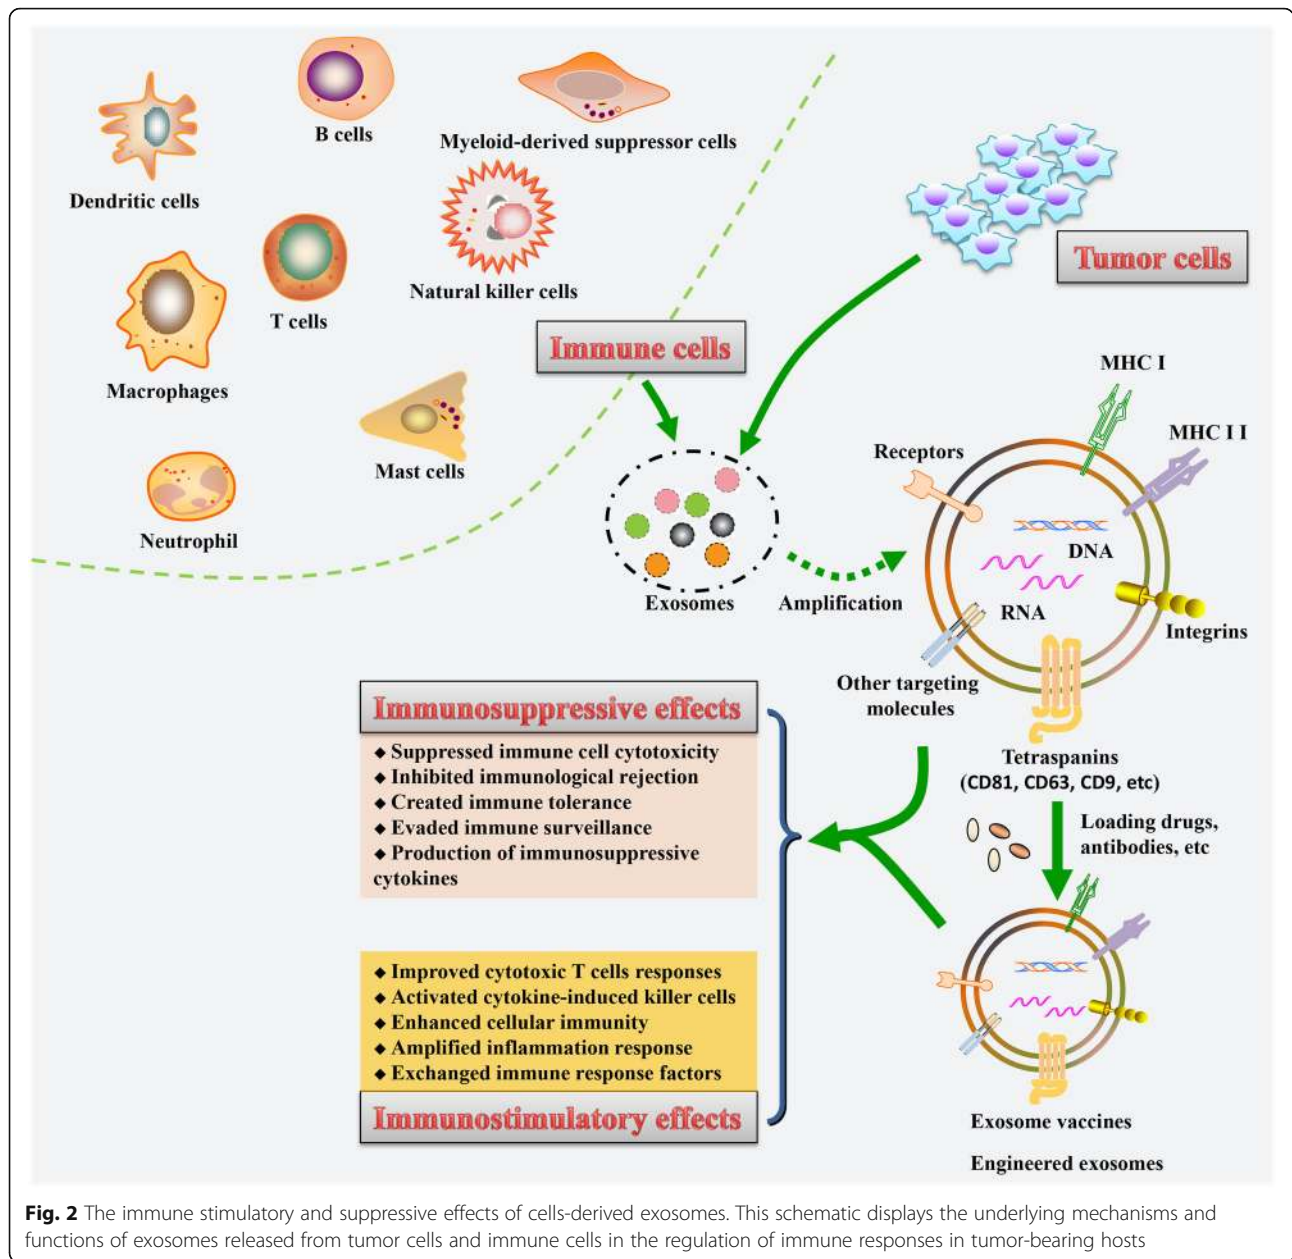 B cells
Myeloid-derived suppressor cells
Dendritic cells
Natural killer cells
T cells
Macrophages
Mast cells
Neutrophil
Immune cells
Tumor cells
MHC I
MHC I I
Receptors
DNA
RNA
Integrins
Exosomes
Amplification
Other targeting
molecules
Tetraspanins
(CD81, CD63, CD9, etc)
Loading drugs,
antibodies, etc
Immunosuppressive effects
◆ Suppressed immune cell cytotoxicity
◆ Inhibited immunological rejection
◆ Created immune tolerance
◆ Evaded immune surveillance
◆ Production of immunosuppressive
cytokines
◆ Improved cytotoxic T cells responses
◆ Activated cytokine-induced killer cells
◆ Enhanced cellular immunity
◆ Amplified inflammation response
◆ Exchanged immune response factors
Immunostimulatory effects
Exosome vaccines
Engineered exosomes
Fig. 2 The immune stimulatory and suppressive effects of cells-derived exosomes. This schematic displays the underlying mechanisms and
functions of exosomes released from tumor cells and immune cells in the regulation of immune responses in tumor-bearing hosts